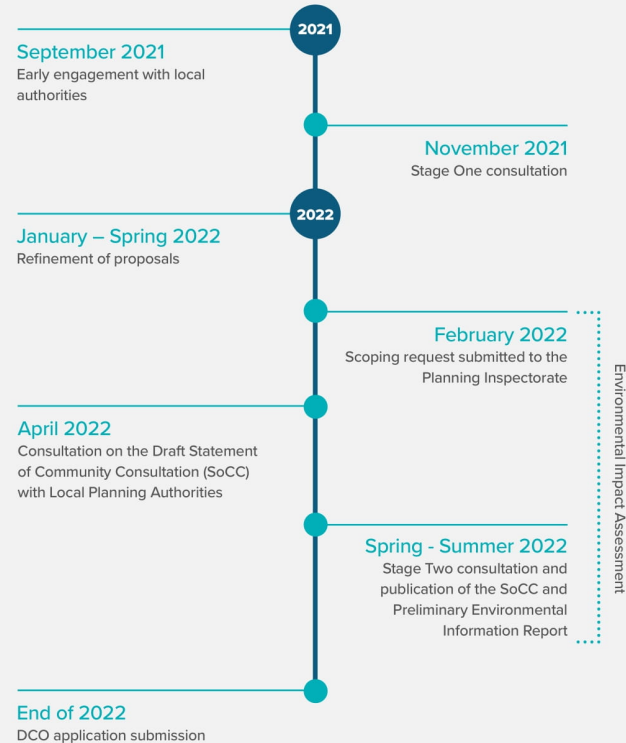 2021
September 2021
Early engagement with local
authorities
November 2021
Stage One consultation
2022
January – Spring 2022
Refinement of proposals
February 2022
Scoping request submitted to the
Planning Inspectorate
April 2022
Consultation on the Draft Statement
of Community Consultation (SoCC)
with Local Planning Authorities
Spring - Summer 2022
Stage Two consultation and
publication of the SoCC and
Preliminary Environmental
Information Report
Environmental Impact Assessment
End of 2022
DCO application submission